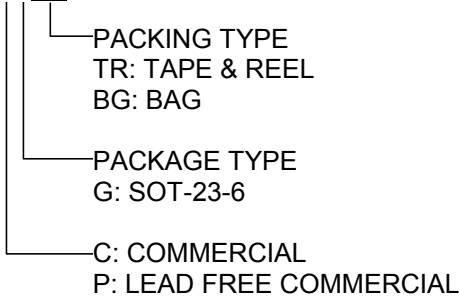 PACKING TYPE
TR: TAPE & REEL
BG: BAG
PACKAGE TYPE
G: SOT-23-6
C: COMMERCIAL
P: LEAD FREE COMMERCIAL